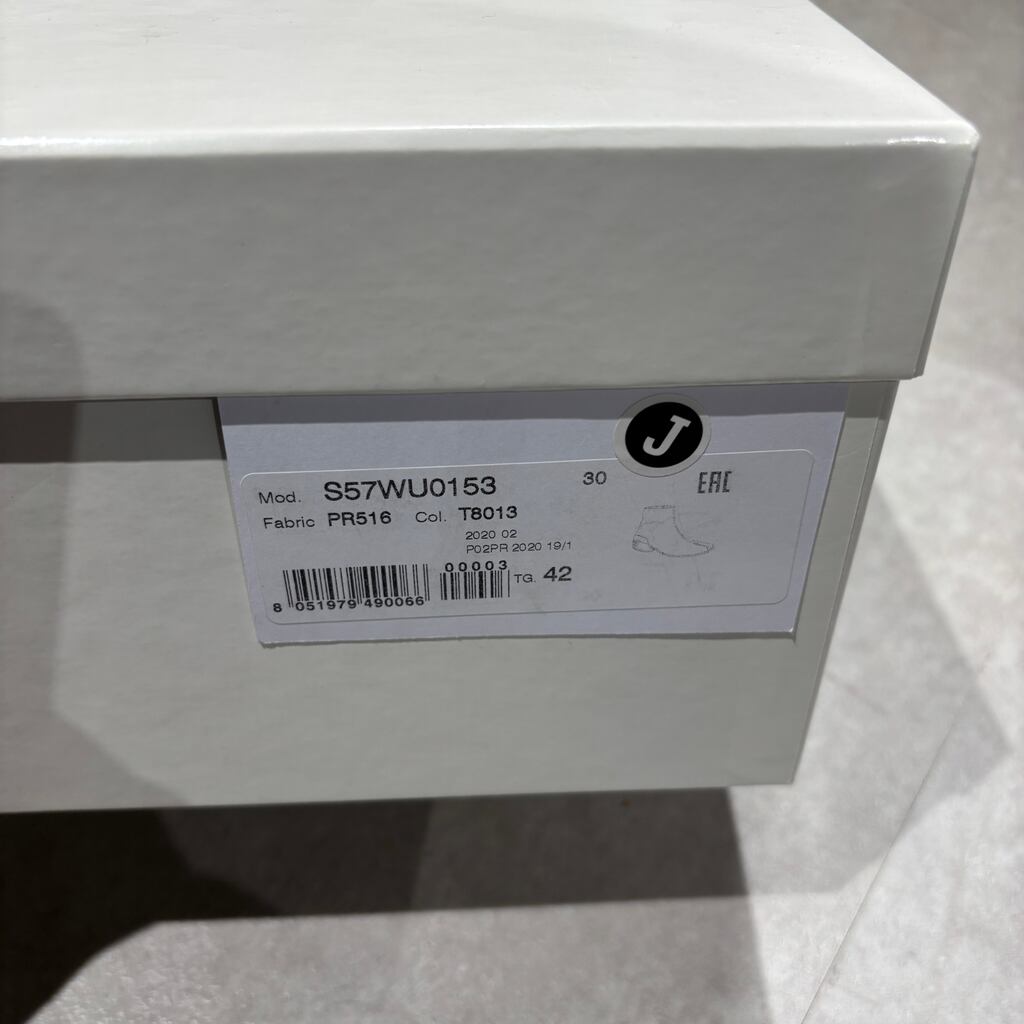 J
Mod. S57WU0153 30 EAC
Fabric PR516 Col. T8013
2020 02
P02PR 2020 19/1
00003 TG. 42
8 051979 490066